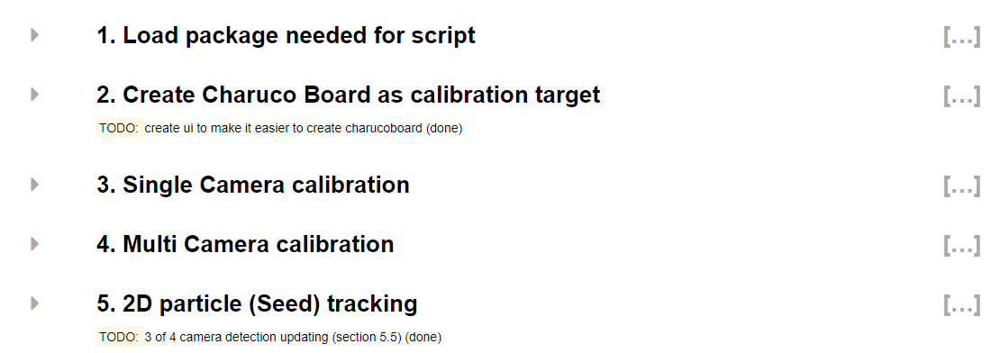 1. Load package needed for script [...]
2. Create Charuco Board as calibration target [...]
TODO: create ui to make it easier to create charucoboard (done)
3. Single Camera calibration [...]
4. Multi Camera calibration [...]
5. 2D particle (Seed) tracking [...]
TODO: 3 of 4 camera detection updating (section 5.5) (done)